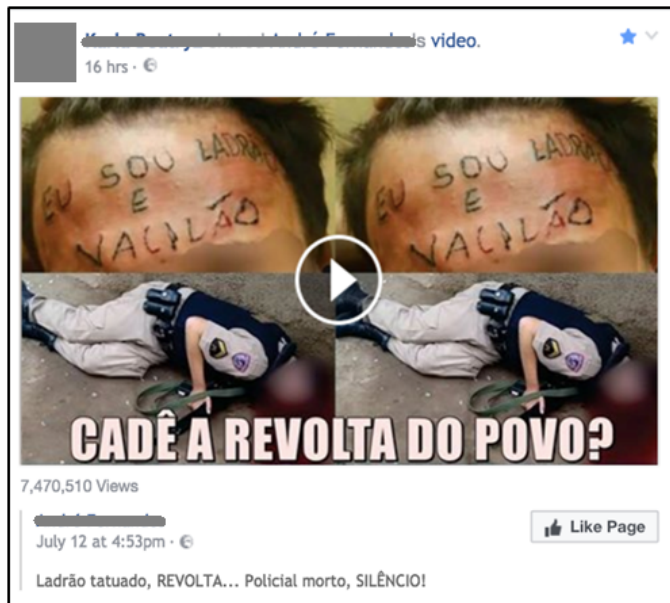 s video.
16 hrs ·
EU SOU LADRÃO
E
VACILÃO
EU SOU LADRÃO
E
VACILÃO
CADÊ A REVOLTA DO POVO?
7,470,510 Views
July 12 at 4:53pm ·
Like Page
Ladrão tatuado, REVOLTA... Policial morto, SILÊNCIO!